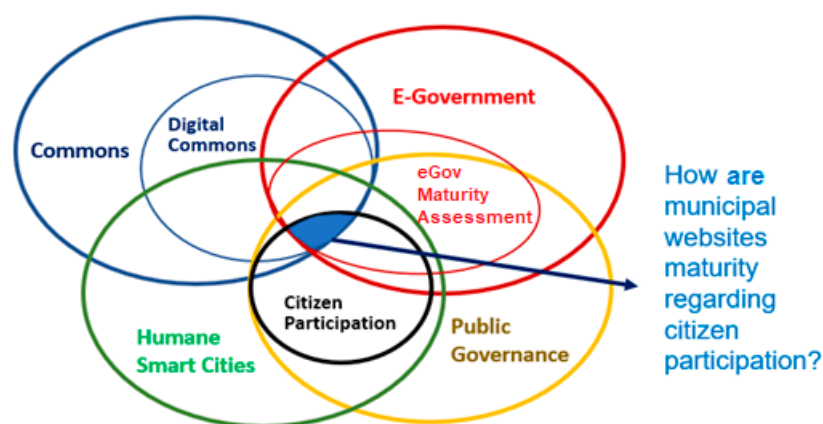 E-Government
Commons
Digital
Commons
eGov
Maturity
Assessment
Citizen
Participation
Humane
Smart Cities
Public
Governance
How are
municipal
websites
maturity
regarding
citizen
participation?